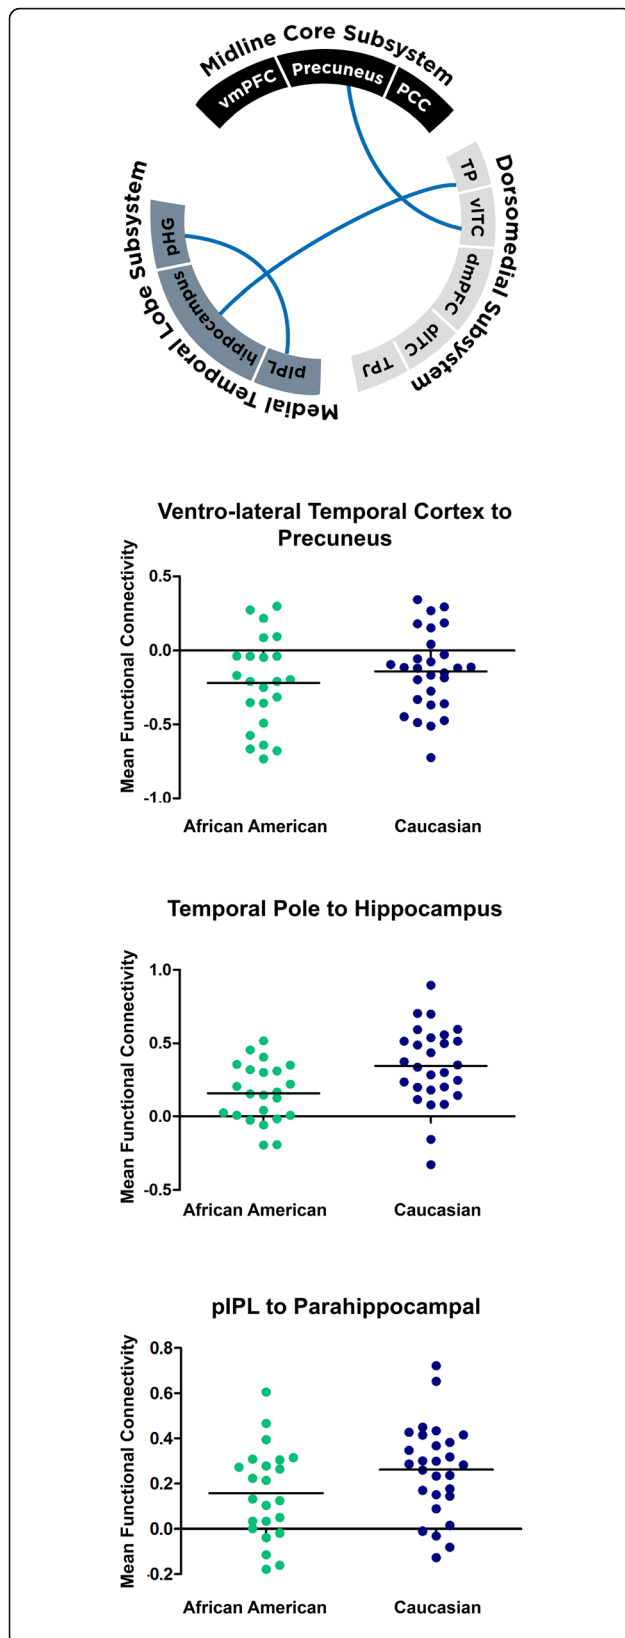 Midline Core Subsystem
vmPFC
Precuneus
PCC
Dorsomedial Subsystem
TP
vlTC
dmPFC
dlTC
TPJ
Medial Temporal Lobe Subsystem
pHG
hippocampus
pIPL
Ventro-lateral Temporal Cortex to
Precuneus
Mean Functional Connectivity
0.5
0.0
-0.5
-1.0
African American
Caucasian
Temporal Pole to Hippocampus
Mean Functional Connectivity
1.0
0.5
0.0
-0.5
African American
Caucasian
pIPL to Parahippocampal
Mean Functional Connectivity
0.8
0.6
0.4
0.2
0.0
-0.2
African American
Caucasian